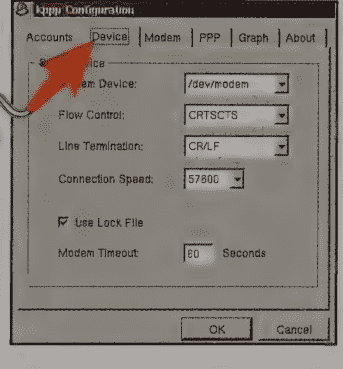 kppp Configuration
Accounts Device Modem PPP Graph About
Device:
/dev/modem
Flow Control: CRTSCTS
Line Termination: CR/LF
Connection Speed: 57600
Use Lock File
Modem Timeout: 60 Seconds
OK Cancel